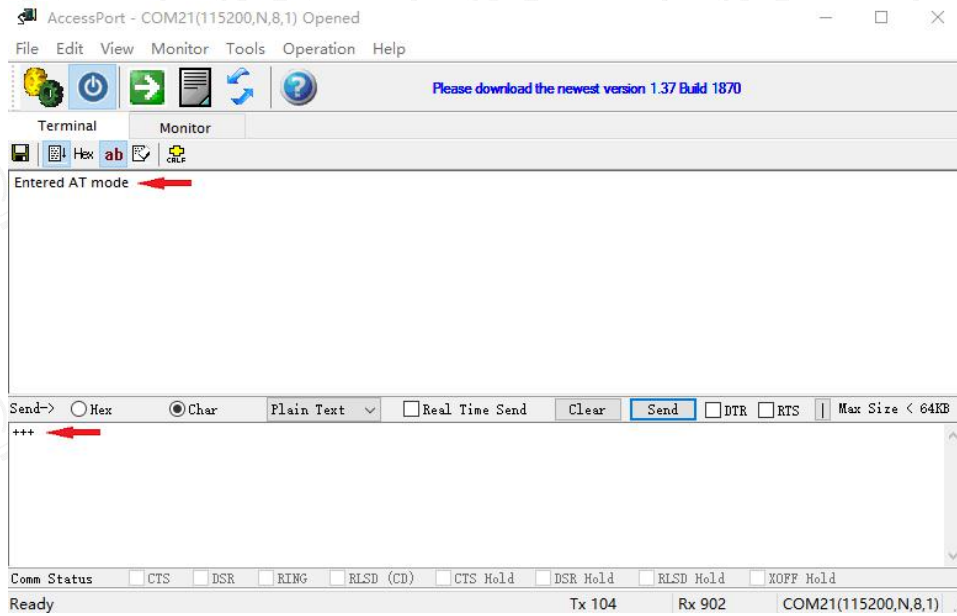 AccessPort - COM21(115200,N,8,1) Opened
File Edit View Monitor Tools Operation Help
Please download the newest version 1.37 Build 1870
Terminal Monitor
Hex ab CRLF
Entered AT mode
Send-> Hex Char Plain Text Real Time Send Clear Send DTR RTS | Max Size < 64KB
+++
Comm Status CTS DSR RING RLSD (CD) CTS Hold DSR Hold RLSD Hold XOFF Hold
Ready Tx 104 Rx 902 COM21(115200,N,8,1)